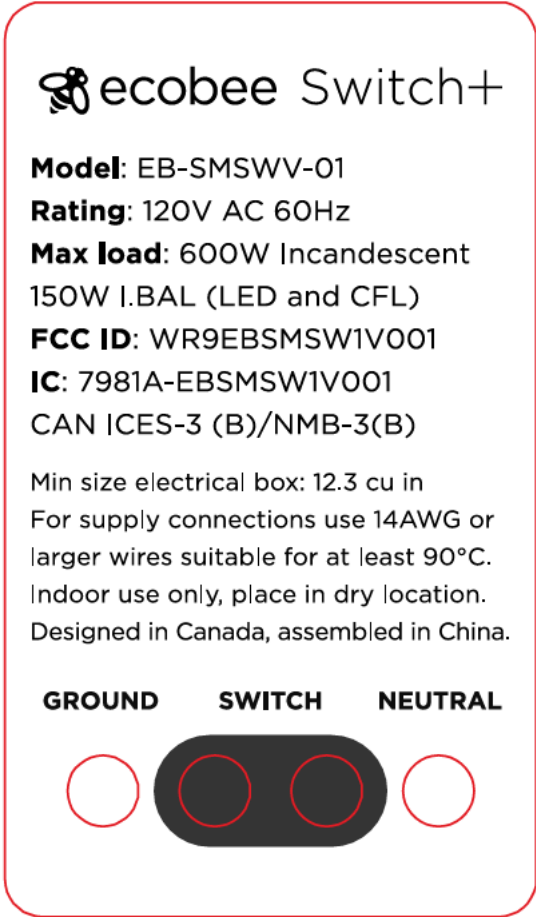 ecobee Switch+
Model: EB-SMSWV-01
Rating: 120V AC 60Hz
Max load: 600W Incandescent
150W I.BAL (LED and CFL)
FCC ID: WR9EBSMSW1V001
IC: 7981A-EBSMSW1V001
CAN ICES-3 (B)/NMB-3(B)
Min size electrical box: 12.3 cu in
For supply connections use 14AWG or
larger wires suitable for at least 90°C.
Indoor use only, place in dry location.
Designed in Canada, assembled in China.
GROUND SWITCH NEUTRAL